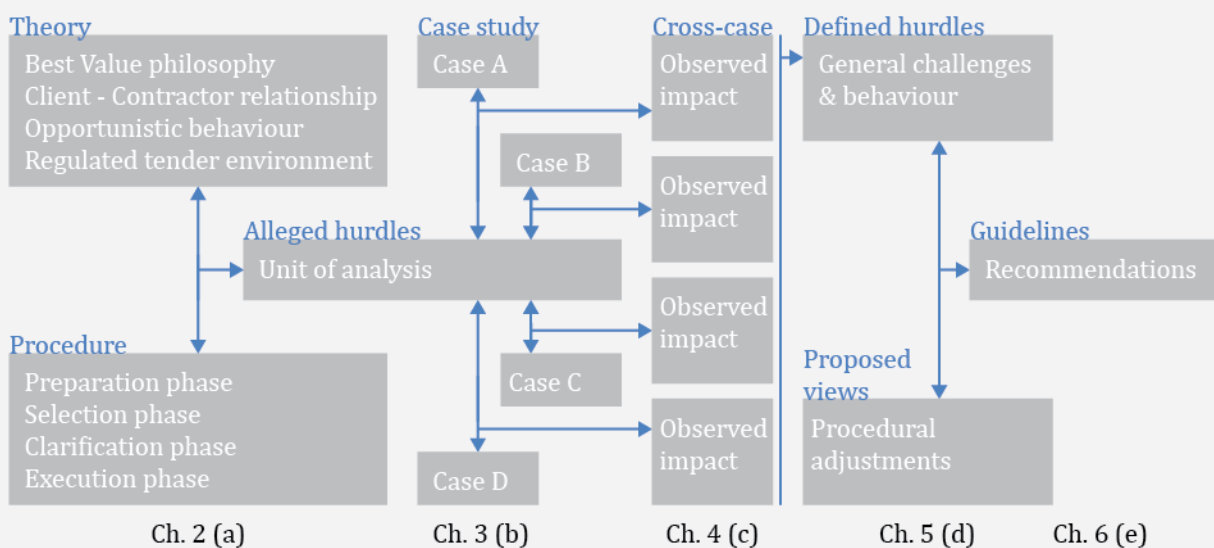 Theory
Best Value philosophy
Client - Contractor relationship
Opportunistic behaviour
Regulated tender environment
Alleged hurdles
Unit of analysis
Procedure
Preparation phase
Selection phase
Clarification phase
Execution phase
Ch. 2 (a)
Case study
Case A
Case B
Case C
Case D
Ch. 3 (b)
Cross-case
Observed
impact
Observed
impact
Observed
impact
Observed
impact
Ch. 4 (c)
Defined hurdles
General challenges
& behaviour
Proposed
views
Procedural
adjustments
Ch. 5 (d)
Guidelines
Recommendations
Ch. 6 (e)